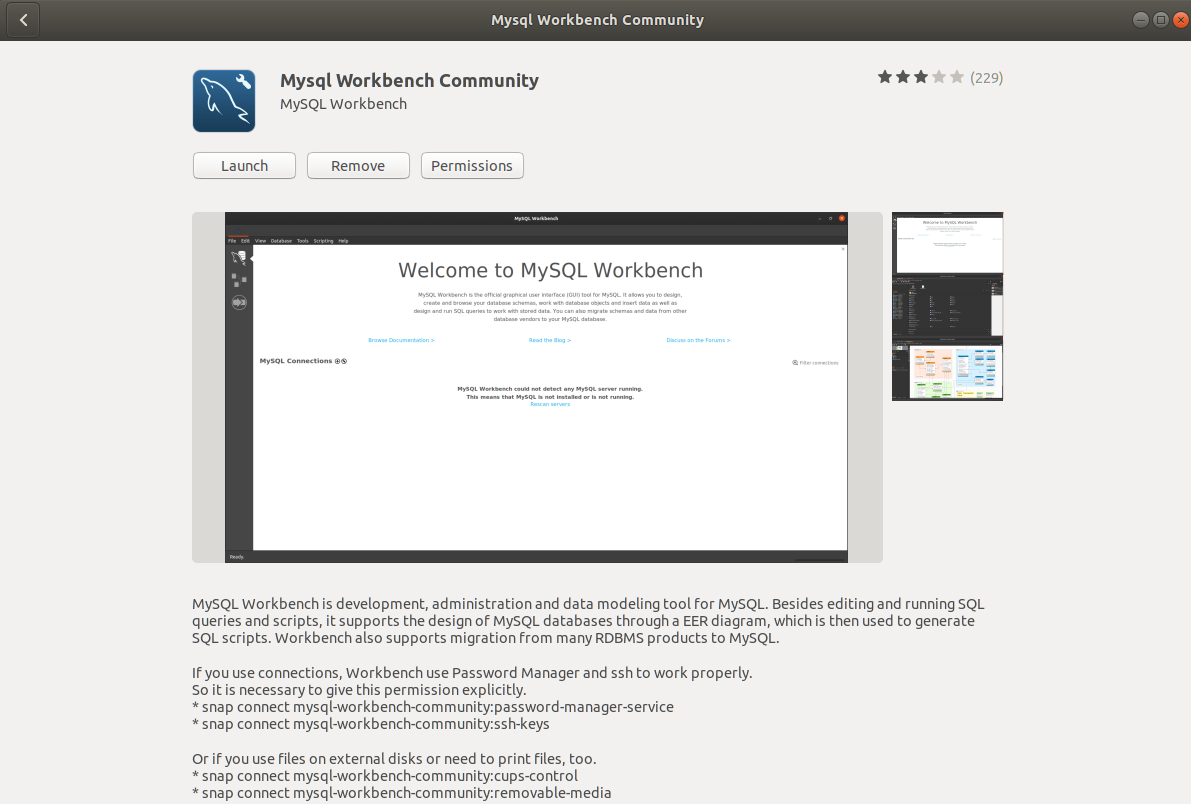 Mysql Workbench Community
Mysql Workbench Community
MySQL Workbench
(229)
Launch
Remove
Permissions
MySQL Workbench
File Edit View Database Tools Scripting Help
Welcome to MySQL Workbench
MySQL Workbench is the official graphical user interface (GUI) tool for MySQL. It allows you to design,
create and browse your database schemas, work with database objects and insert data as well as
design and run SQL queries to work with stored data. You can also migrate schemas and data from other
database vendors to your MySQL database.
Browse Documentation >
Read the Blog >
Discuss on the Forums >
MySQL Connections
Filter connections
MySQL Workbench could not detect any MySQL server running.
This means that MySQL is not installed or is not running.
Rescan servers
Ready.
Welcome to MySQL Workbench
MySQL Workbench is development, administration and data modeling tool for MySQL. Besides editing and running SQL
queries and scripts, it supports the design of MySQL databases through a EER diagram, which is then used to generate
SQL scripts. Workbench also supports migration from many RDBMS products to MySQL.
If you use connections, Workbench use Password Manager and ssh to work properly.
So it is necessary to give this permission explicitly.
* snap connect mysql-workbench-community:password-manager-service
* snap connect mysql-workbench-community:ssh-keys
Or if you use files on external disks or need to print files, too.
* snap connect mysql-workbench-community:cups-control
* snap connect mysql-workbench-community:removable-media